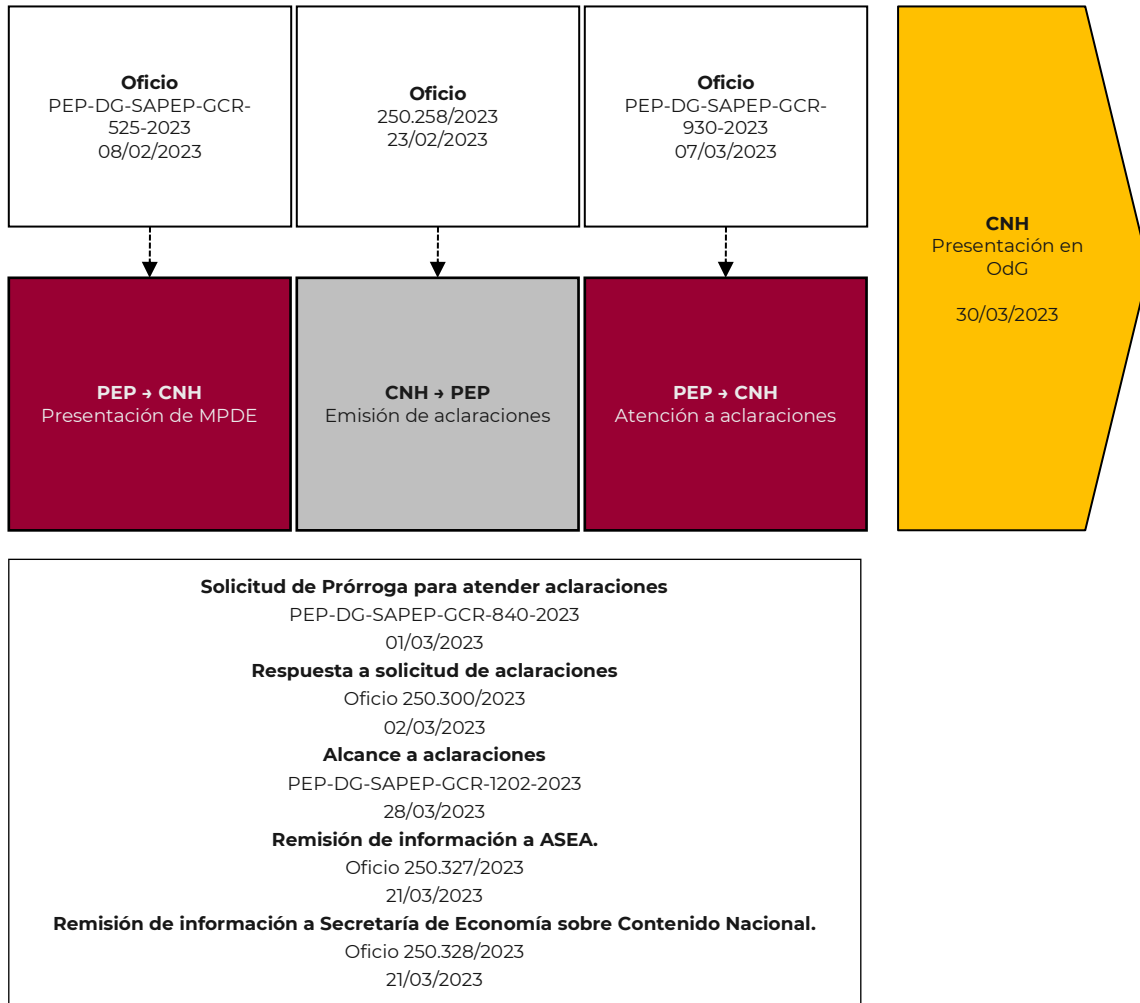 Oficio
PEP-DG-SAPEP-GCR-
525-2023
08/02/2023
Oficio
250.258/2023
23/02/2023
Oficio
PEP-DG-SAPEP-GCR-
930-2023
07/03/2023
PEP → CNH
Presentación de MPDE
CNH → PEP
Emisión de aclaraciones
PEP → CNH
Atención a aclaraciones
CNH
Presentación en
OdG
30/03/2023
Solicitud de Prórroga para atender aclaraciones
PEP-DG-SAPEP-GCR-840-2023
01/03/2023
Respuesta a solicitud de aclaraciones
Oficio 250.300/2023
02/03/2023
Alcance a aclaraciones
PEP-DG-SAPEP-GCR-1202-2023
28/03/2023
Remisión de información a ASEA.
Oficio 250.327/2023
21/03/2023
Remisión de información a Secretaría de Economía sobre Contenido Nacional.
Oficio 250.328/2023
21/03/2023